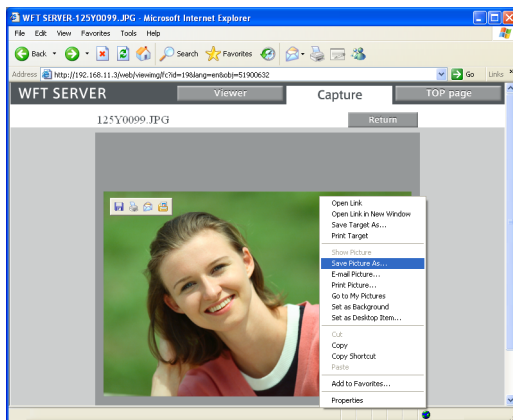 WFT SERVER-125Y0099.JPG - Microsoft Internet Explorer
File Edit View Favorites Tools Help
Back Search Favorites
Address http://192.168.11.3/web/viewimg/fc?id=19&lang=en&obj=51900632 Go Links »
WFT SERVER Viewer Capture TOP page
125Y0099.JPG Return
Open Link
Open Link in New Window
Save Target As...
Print Target
Show Picture
Save Picture As...
E-mail Picture...
Print Picture...
Go to My Pictures
Set as Background
Set as Desktop Item...
Cut
Copy
Copy Shortcut
Paste
Add to Favorites...
Properties